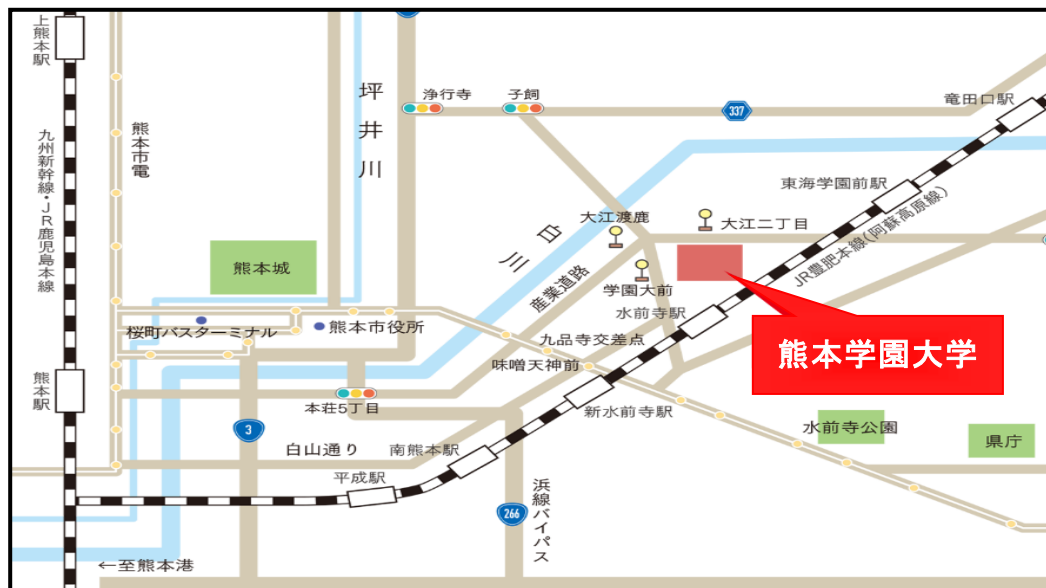 上熊本駅
九州新幹線・JR鹿児島本線
熊本市電
坪井川
浄行寺
子飼
337
竜田口駅
東海学園前駅
JR豊肥本線(阿蘇高原線)
大江渡鹿
大江二丁目
白川
産業道路
学園大前
水前寺駅
熊本城
桜町バスターミナル
熊本市役所
九品寺交差点
味噌天神前
熊本学園大学
熊本駅
本荘5丁目
新水前寺駅
水前寺公園
県庁
3
白山通り
南熊本駅
平成駅
266
浜線バイパス
←至熊本港